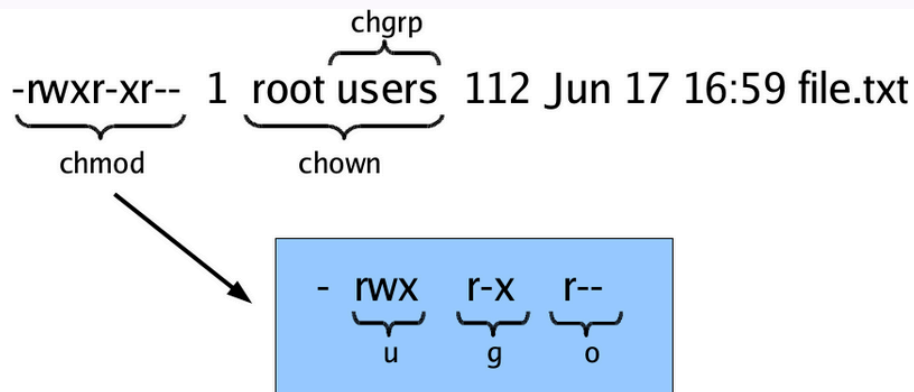 chgrp
-rwxr-xr-- 1 root users 112 Jun 17 16:59 file.txt
chmod chown
- rwx r-x r--
u g o